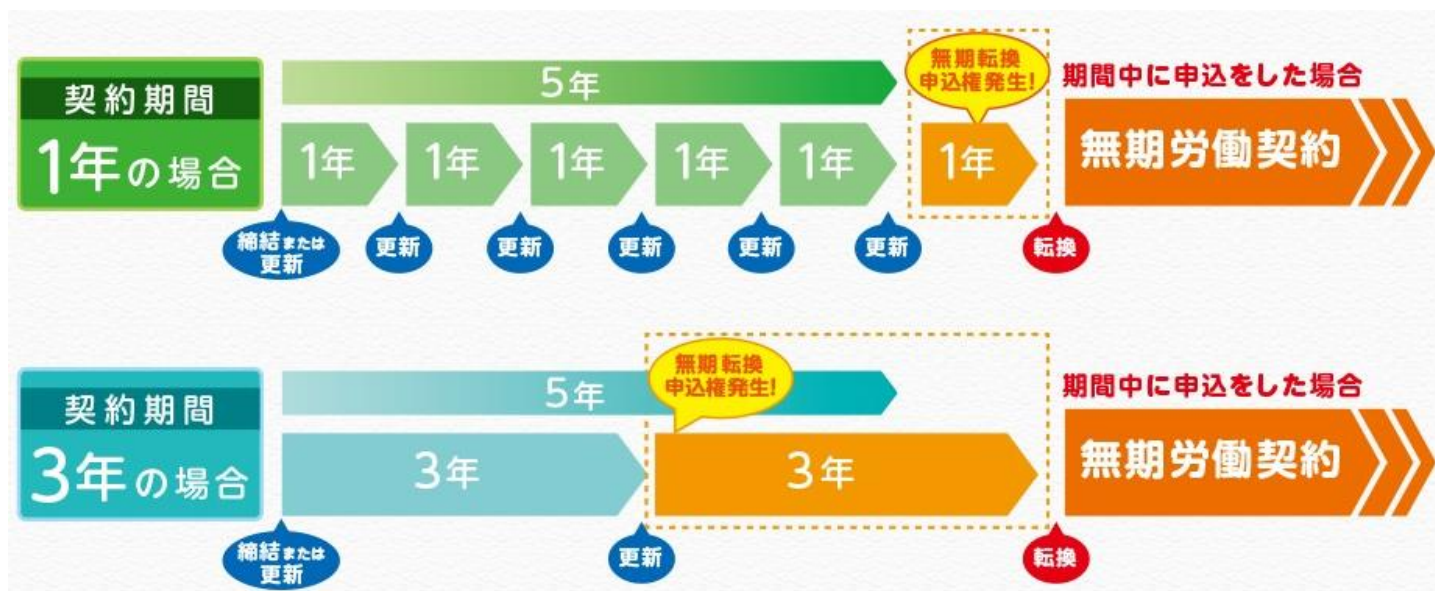 契約期間
1年の場合
5年
無期転換
申込権発生!
期間中に申込をした場合
1年
1年
1年
1年
1年
1年
無期労働契約
締結または
更新
更新
更新
更新
更新
更新
転換
契約期間
3年の場合
5年
無期転換
申込権発生!
期間中に申込をした場合
3年
3年
無期労働契約
締結または
更新
更新
転換